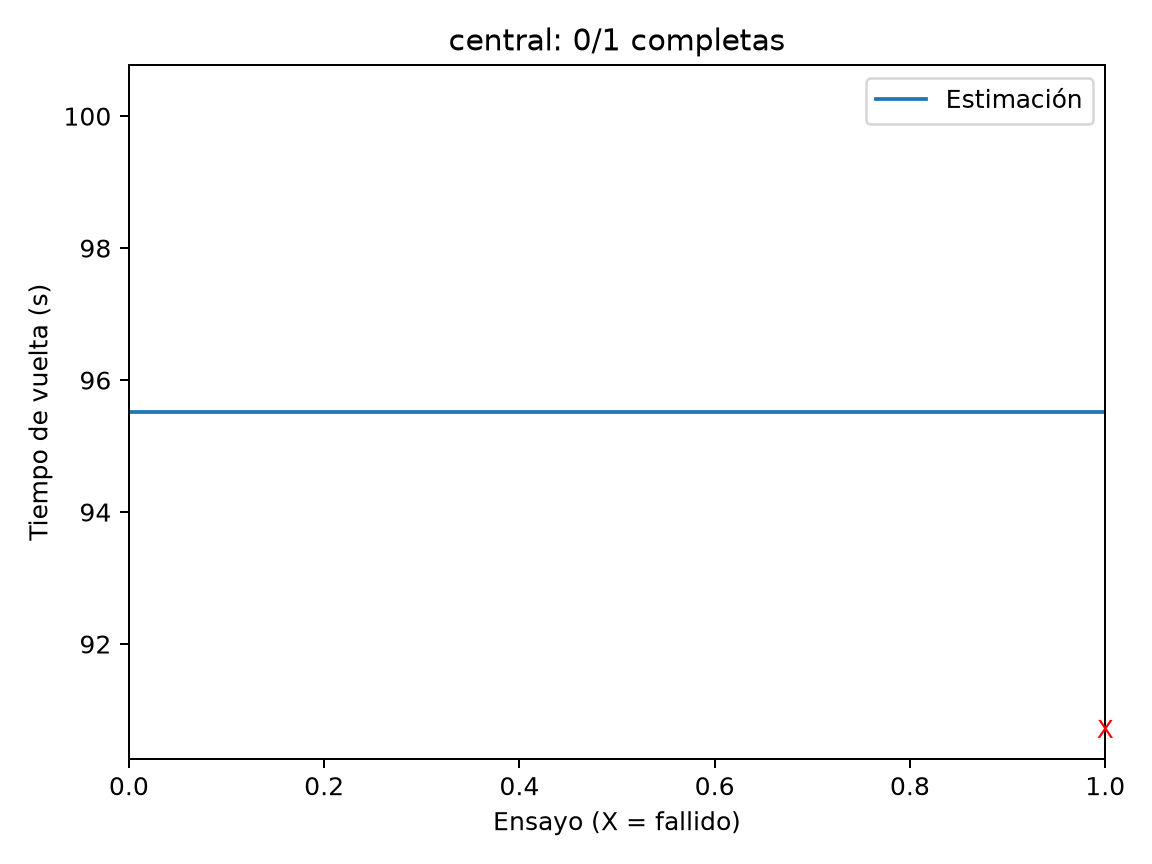 central: 0/1 completas
Estimación
Tiempo de vuelta (s)
100
98
96
94
92
X
0.0 0.2 0.4 0.6 0.8 1.0
Ensayo (X = fallido)